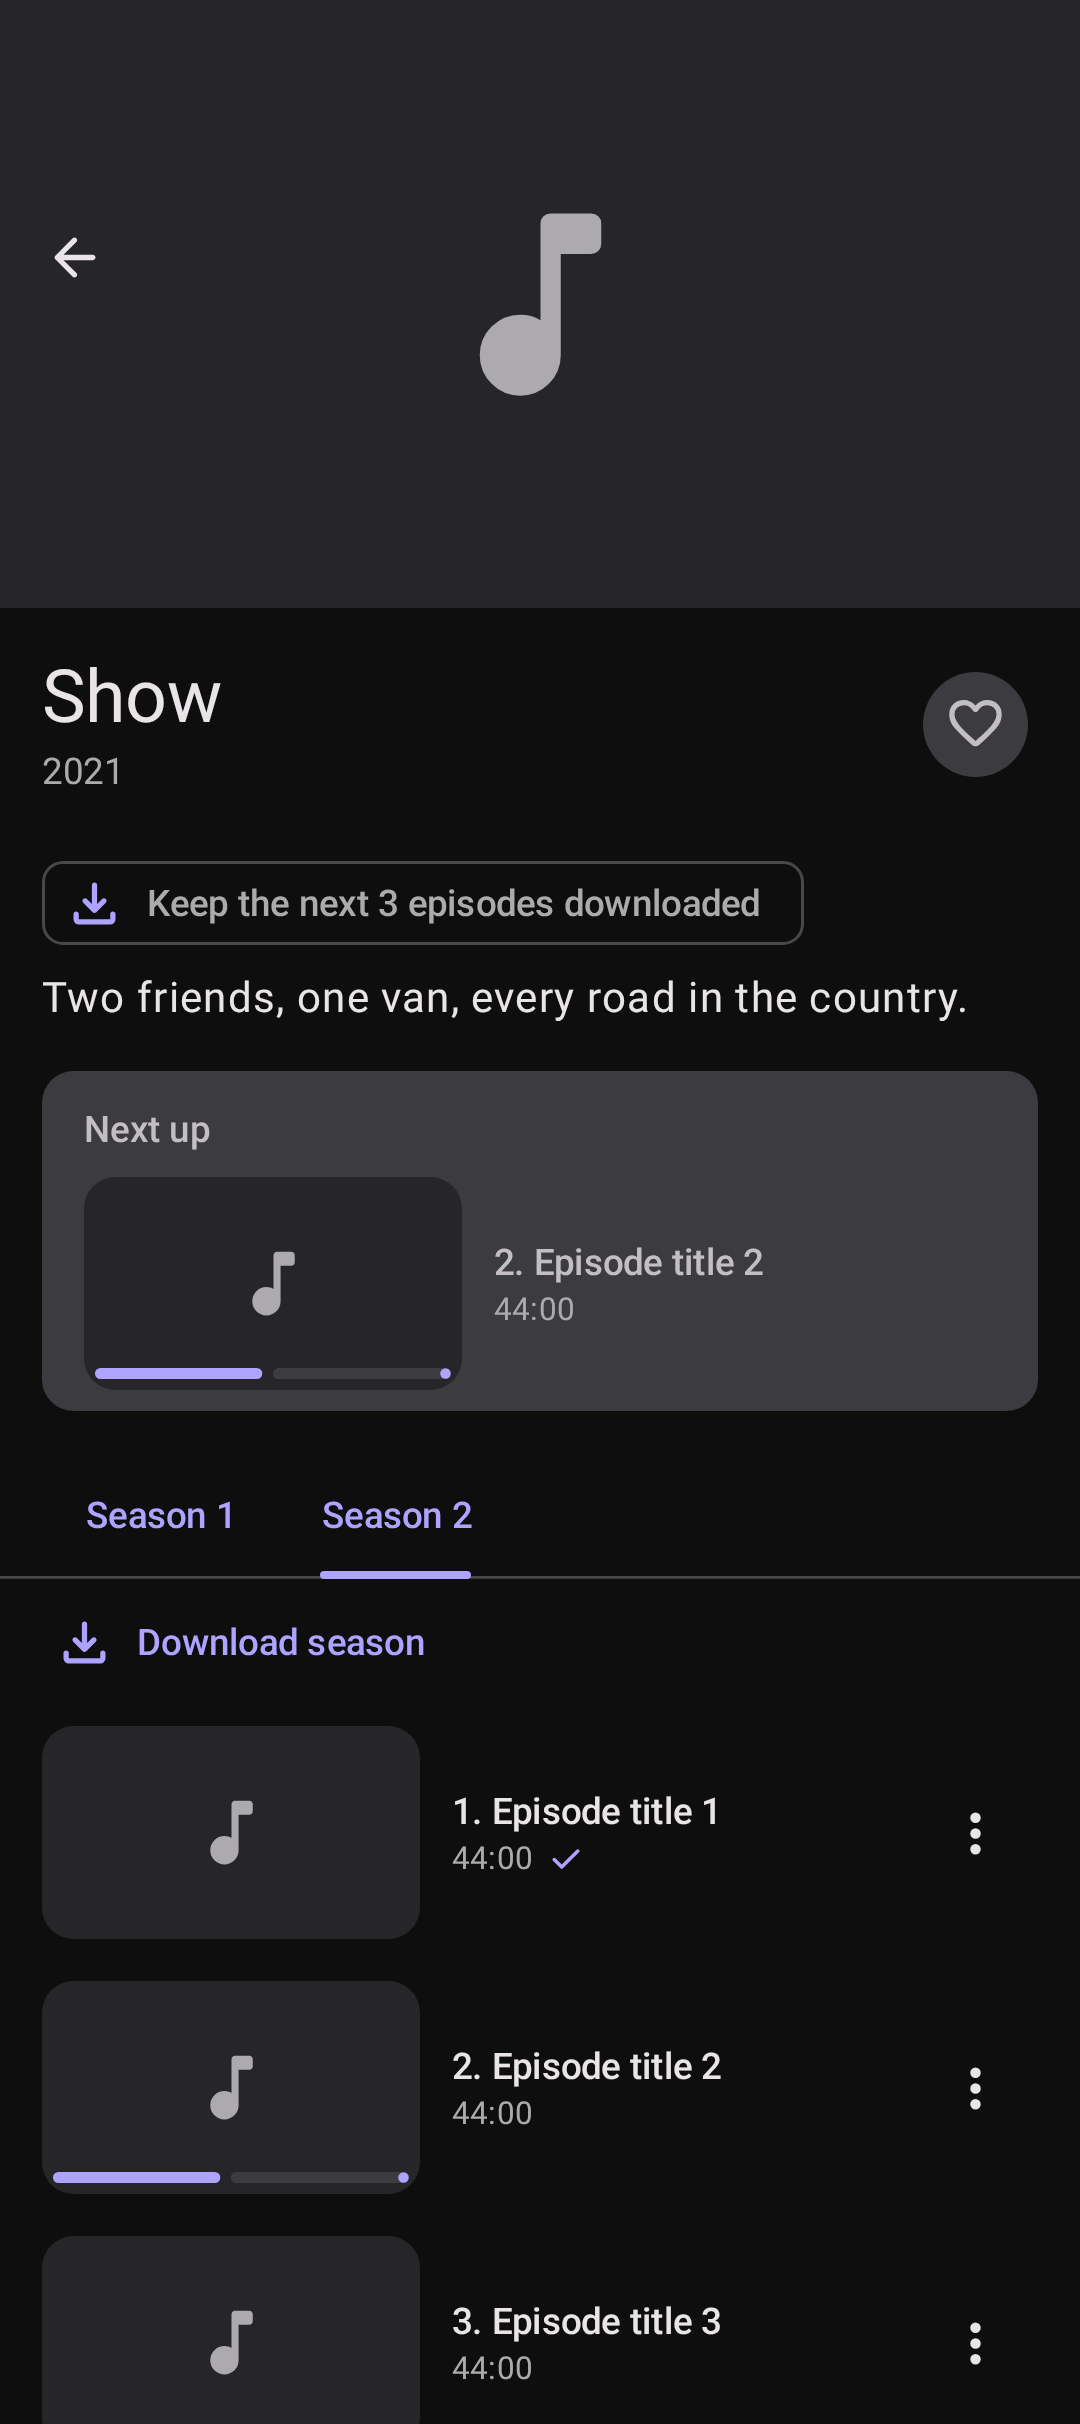 Show
2021
Keep the next 3 episodes downloaded
Two friends, one van, every road in the country.
Next up
2. Episode title 2
44:00
Season 1
Season 2
Download season
1. Episode title 1
44:00
2. Episode title 2
44:00
3. Episode title 3
44:00